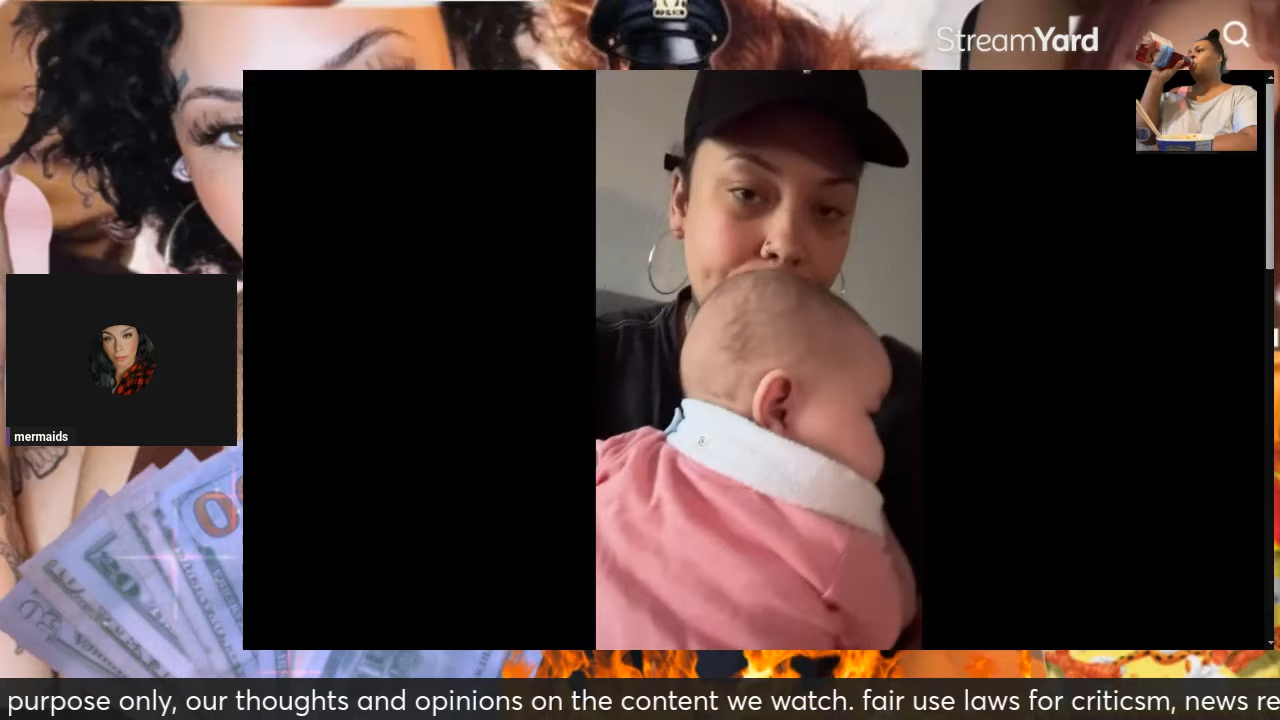 StreamYard
mermaids
purpose only, our thoughts and opinions on the content we watch. fair use laws for criticsm, news re